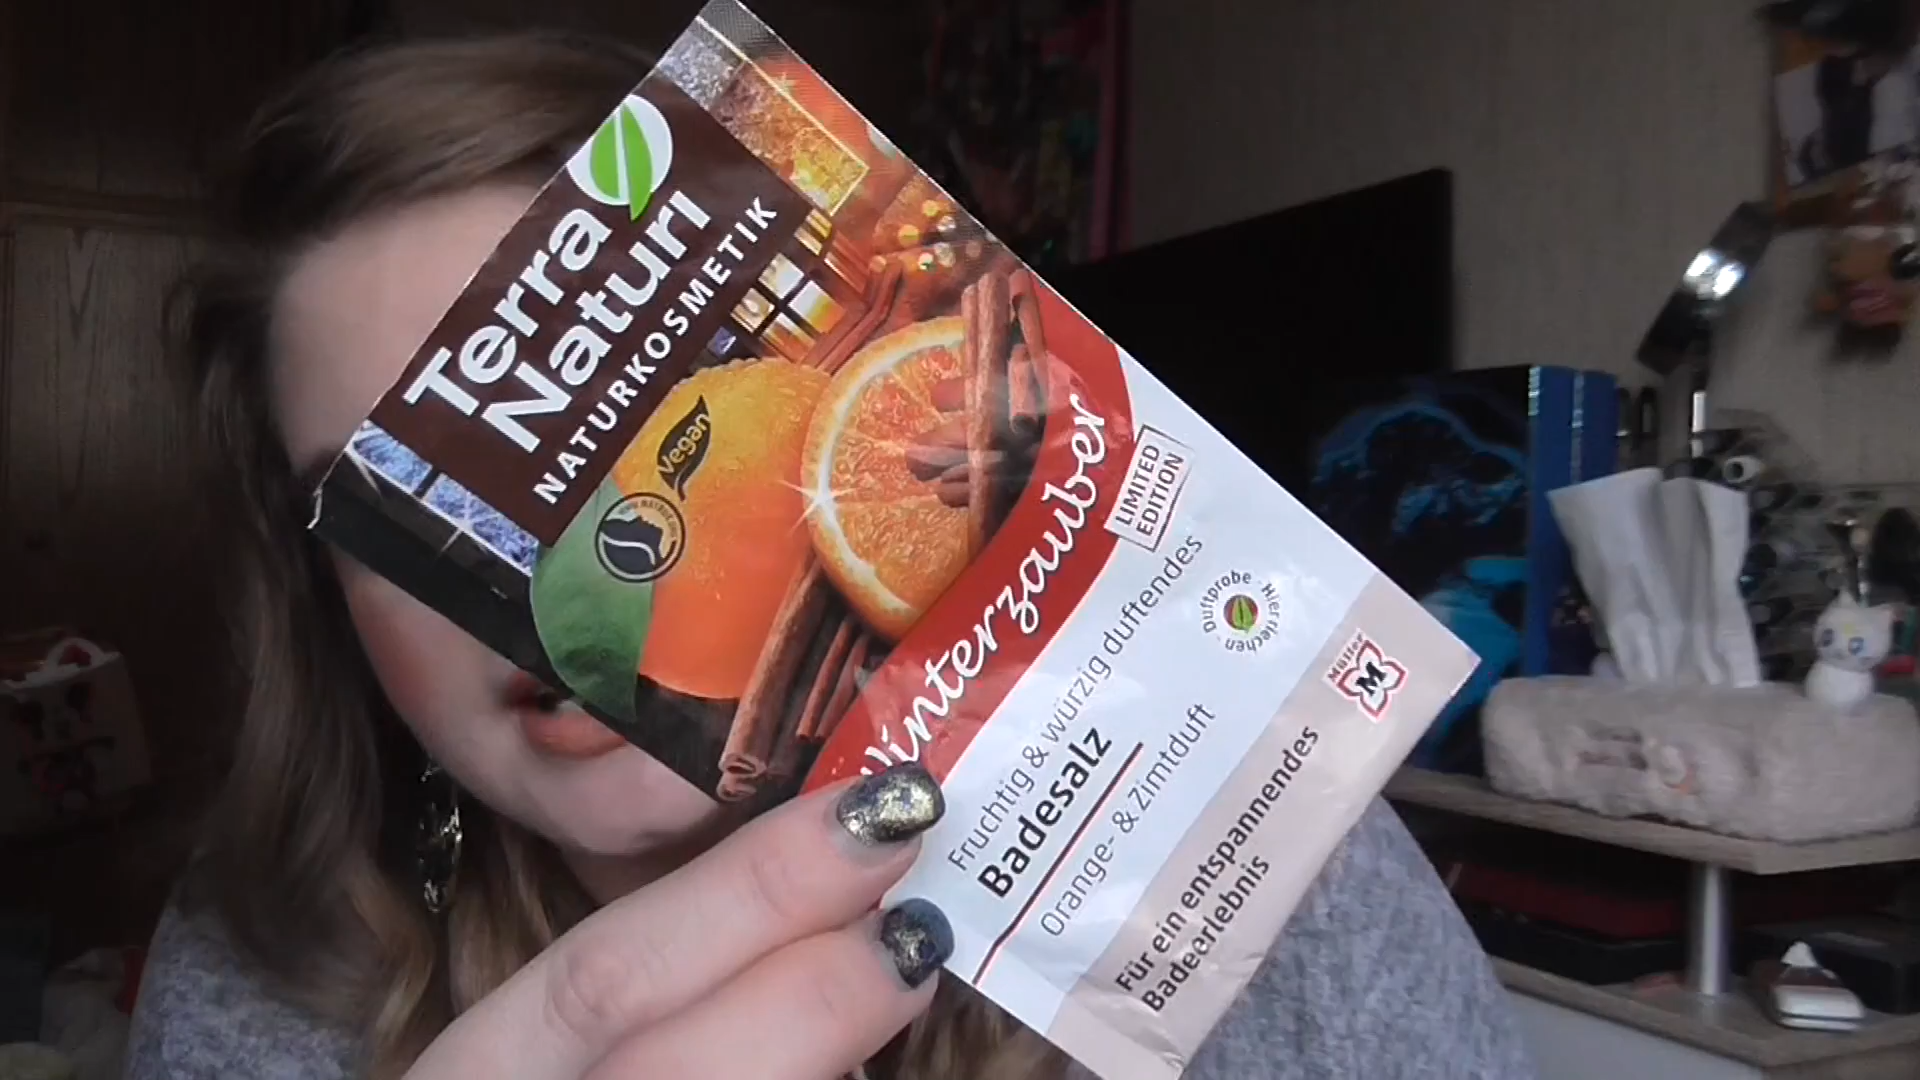 Terra
Naturi
NATURKOSMETIK
Vegan
Winterzauber
LIMITED
EDITION
Fruchtig & würzig duftendes
Badesalz
Orange- & Zimtduft
Duftprobe - Hier riechen -
Müller
M
Für ein entspannendes
Badeerlebnis